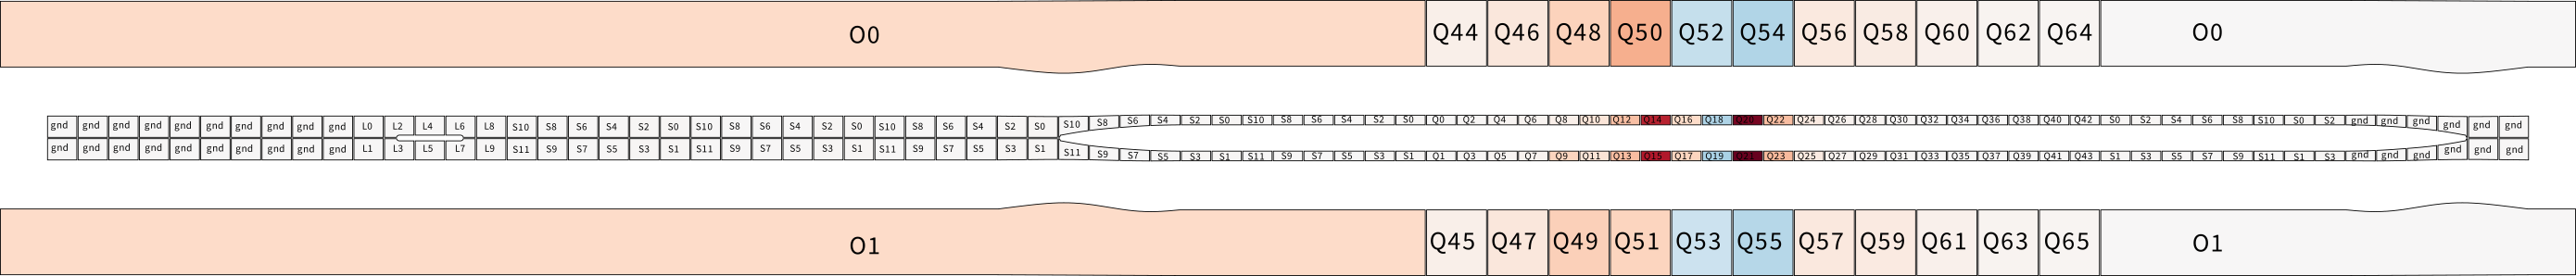 O0 Q44 Q46 Q48 Q50 Q52 Q54 Q56 Q58 Q60 Q62 Q64 O0
gnd gnd gnd gnd gnd gnd gnd gnd gnd gnd L0 L2 L4 L6 L8 S10 S8 S6 S4 S2 S0 S10 S8 S6 S4 S2 S0 S10 S8 S6 S4 S2 S0 S10 S8 S6 S4 S2 S0 S10 S8 S6 S4 S2 S0 Q0 Q2 Q4 Q6 Q8 Q10 Q12 Q14 Q16 Q18 Q20 Q22 Q24 Q26 Q28 Q30 Q32 Q34 Q36 Q38 Q40 Q42 S0 S2 S4 S6 S8 S10 S0 S2 gnd gnd gnd gnd gnd gnd
gnd gnd gnd gnd gnd gnd gnd gnd gnd gnd L1 L3 L5 L7 L9 S11 S9 S7 S5 S3 S1 S11 S9 S7 S5 S3 S1 S11 S9 S7 S5 S3 S1 S11 S9 S7 S5 S3 S1 S11 S9 S7 S5 S3 S1 Q1 Q3 Q5 Q7 Q9 Q11 Q13 Q15 Q17 Q19 Q21 Q23 Q25 Q27 Q29 Q31 Q33 Q35 Q37 Q39 Q41 Q43 S1 S3 S5 S7 S9 S11 S1 S3 gnd gnd gnd gnd gnd gnd
O1 Q45 Q47 Q49 Q51 Q53 Q55 Q57 Q59 Q61 Q63 Q65 O1